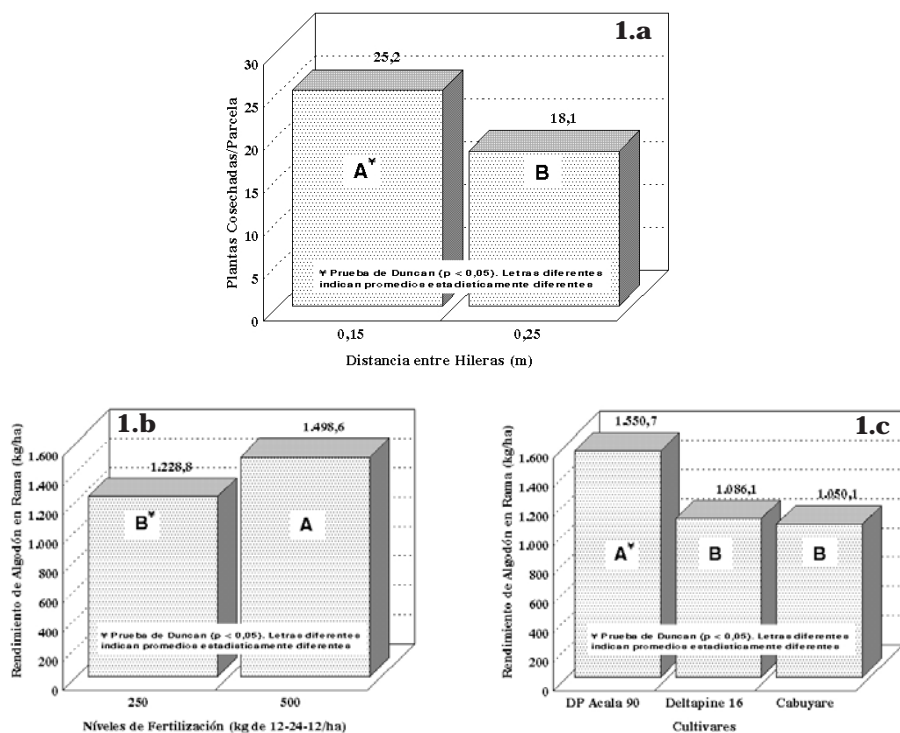 1.a
Plantas Cosechadas/Parcela
30
25
20
15
10
5
0
25,2
18,1
A¥
B
¥ Prueba de Duncan (p < 0,05). Letras diferentes
indican promedios estadísticamente diferentes
0,15
0,25
Distancia entre Hileras (m)
1.b
Rendimiento de Algodón en Rama (kg/ha)
1.600
1.400
1.200
1.000
800
600
400
200
0
1.228,8
1.498,6
B¥
A
¥ Prueba de Duncan (p < 0,05). Letras diferentes
indican promedios estadísticamente diferentes
250
500
Níveles de Fertilización (kg de 12-24-12/ha)
1.c
Rendimiento de Algodón en Rama (kg/ha)
1.600
1.400
1.200
1.000
800
600
400
200
0
1.550,7
1.086,1
1.050,1
A¥
B
B
¥ Prueba de Duncan (p < 0,05). Letras diferentes
indican promedios estadísticamente diferentes
DP Acala 90
Deltapine 16
Cabuyare
Cultivares